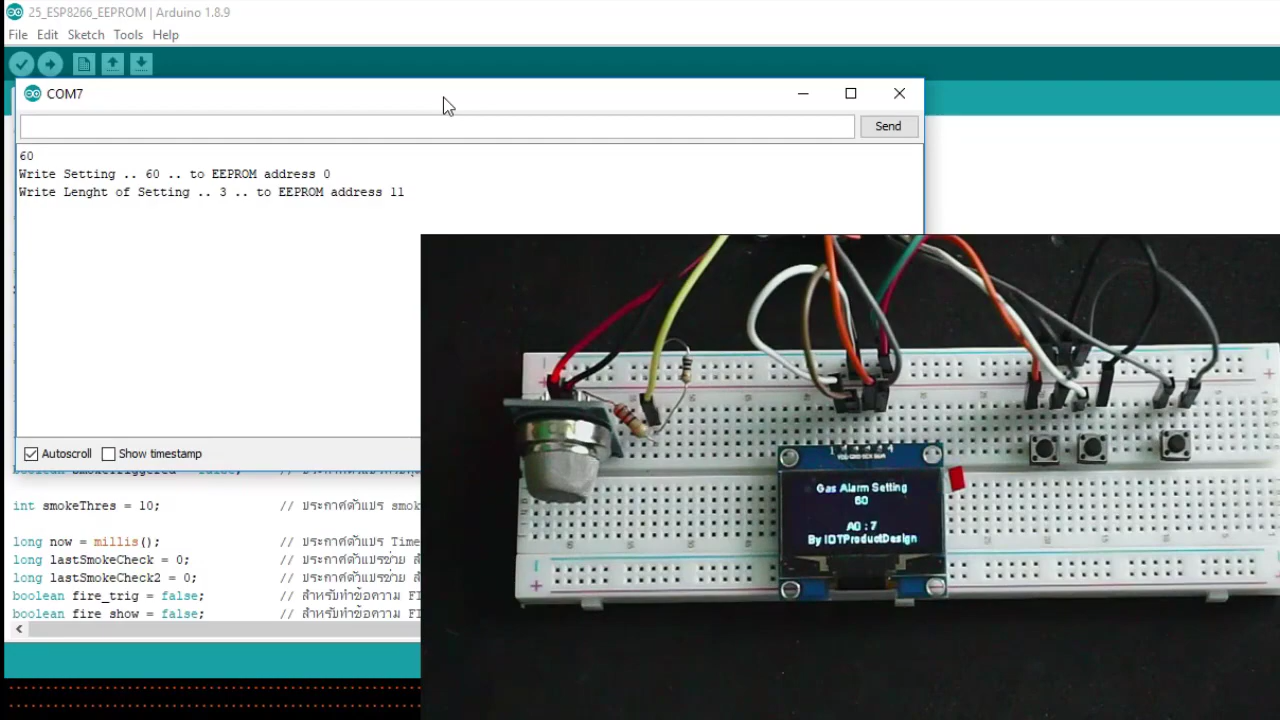 25_ESP8266_EEPROM | Arduino 1.8.9
File Edit Sketch Tools Help
COM7
Send
60
Write Setting .. 60 .. to EEPROM address 0
Write Lenght of Setting .. 3 .. to EEPROM address 11
Autoscroll Show timestamp
int smokeThres = 10; // ประกาศตัวแปร smok
long now = millis(); // ประกาศตัวแปร Time
long lastSmokeCheck = 0; // ประกาศตัวแปรช่วย
long lastSmokeCheck2 = 0; // ประกาศตัวแปรช่วย
boolean fire_trig = false; // สำหรับทำข้อความ FI
boolean fire_show = false; // สำหรับทำข้อความ FI
Gas Alarm Setting
60
A0 : 7
By IOTProductDesign